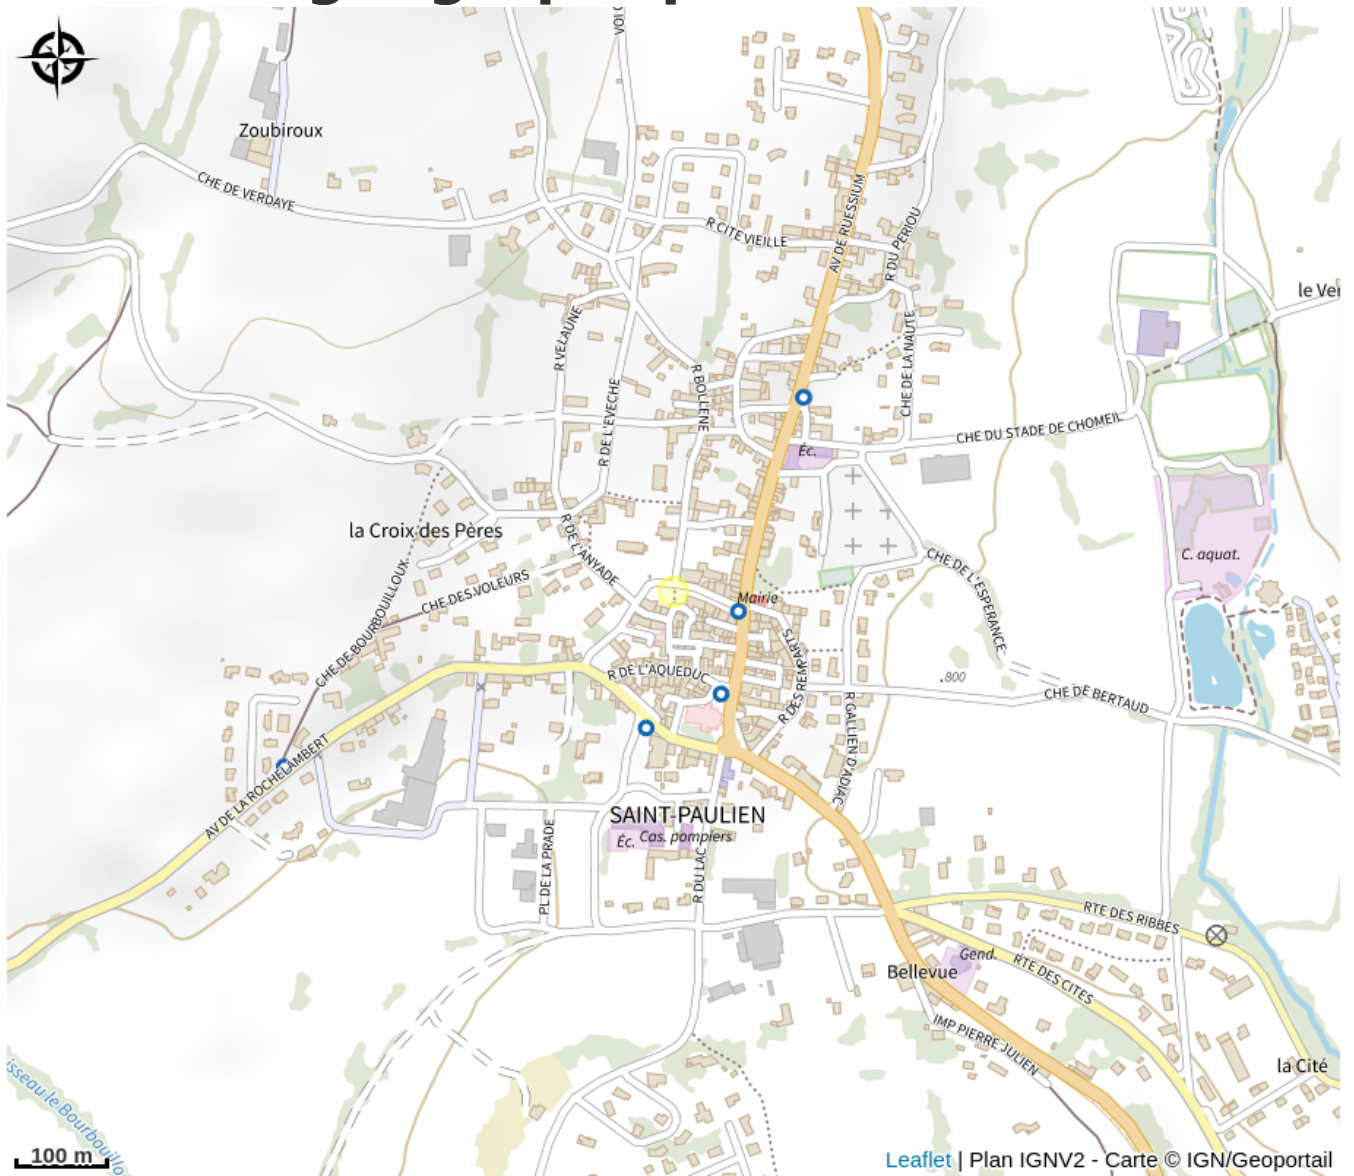 Zoubiroux
CHE DE VERDAYE
R CITE VIEILLE
AV DE RUESSIUM
R DU PERIOU
le Ver
R VELAUNE
R DE L'EVECHE
R BOLLENE
CHE DE LA NAUTE
CHE DU STADE DE CHOMEIL
Éc.
la Croix des Pères
R DE L'ANYADE
C. aquat.
CHE DE L'ESPERANCE
CHE DES VOLEURS
CHE DE BOURBOUILLOUX
Mairie
R DES REMPARTS
R DE L'AQUEDUC
.800
CHE DE BERTAUD
R GALLIEN D'ADIAC
AV DE LA ROCHELAMBERT
SAINT-PAULIEN
Éc.
Cas. pompiers
PL DE LA PRADE
R DU LAC
RTE DES RIBBES
Gend.
Bellevue
RTE DES CITES
IMP PIERRE JULIEN
la Cité
isseau le Bourbouillo
100 m
Leaflet | Plan IGNV2 - Carte © IGN/Geoportail